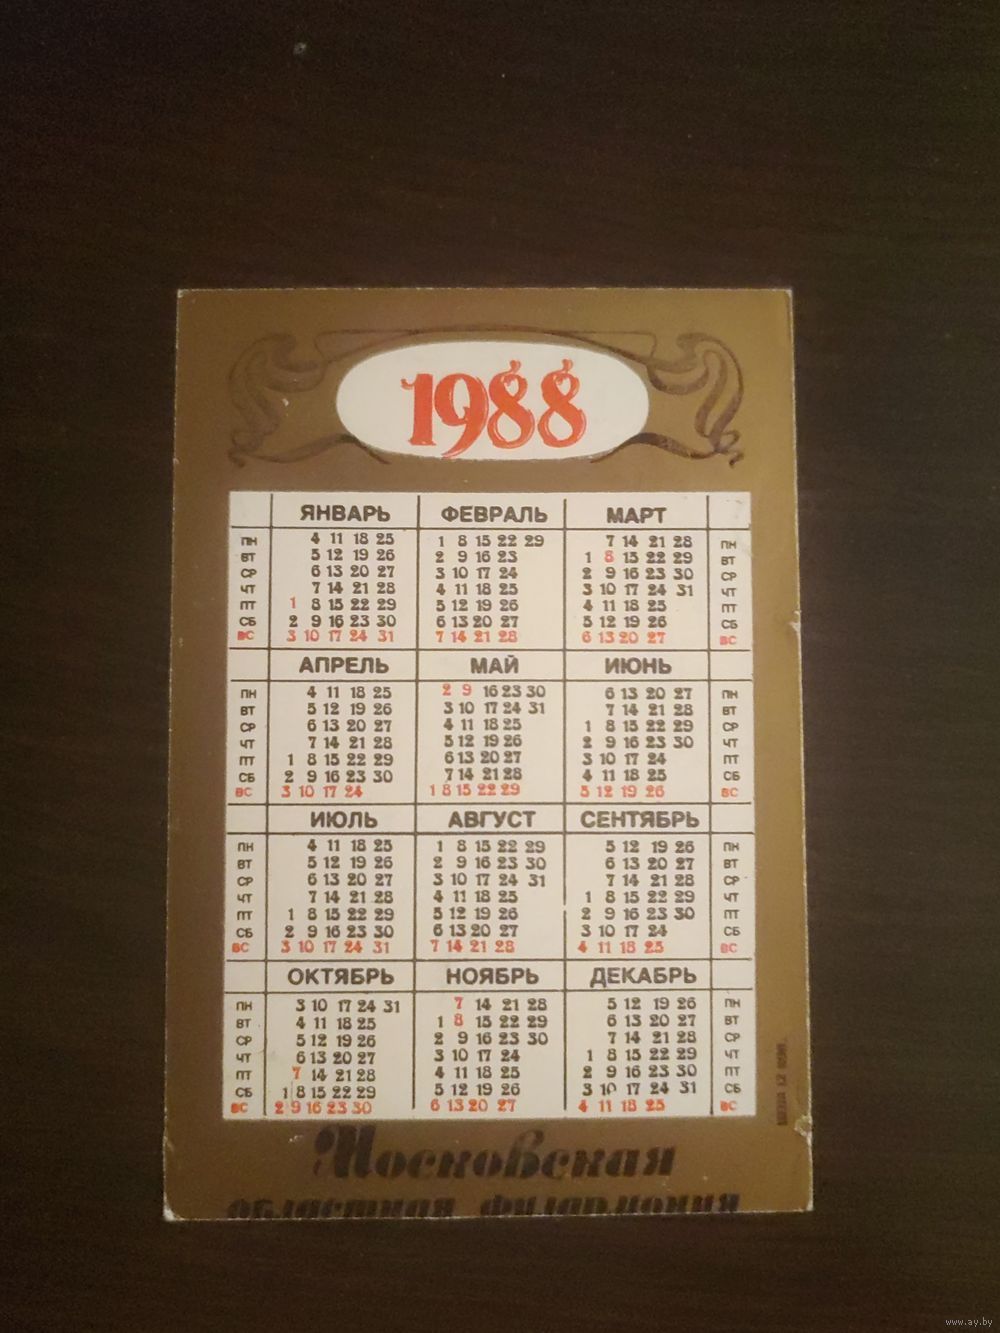 1988
ЯНВАРЬ ФЕВРАЛЬ МАРТ
ПН 4 11 18 25 1 8 15 22 29 7 14 21 28 ПН
ВТ 5 12 19 26 2 9 16 23 1 8 15 22 29 ВТ
СР 6 13 20 27 3 10 17 24 2 9 16 23 30 СР
ЧТ 7 14 21 28 4 11 18 25 3 10 17 24 31 ЧТ
ПТ 1 8 15 22 29 5 12 19 26 4 11 18 25 ПТ
СБ 2 9 16 23 30 6 13 20 27 5 12 19 26 СБ
ВС 3 10 17 24 31 7 14 21 28 6 13 20 27 ВС
АПРЕЛЬ МАЙ ИЮНЬ
ПН 4 11 18 25 2 9 16 23 30 6 13 20 27 ПН
ВТ 5 12 19 26 3 10 17 24 31 7 14 21 28 ВТ
СР 6 13 20 27 4 11 18 25 1 8 15 22 29 СР
ЧТ 7 14 21 28 5 12 19 26 2 9 16 23 30 ЧТ
ПТ 1 8 15 22 29 6 13 20 27 3 10 17 24 ПТ
СБ 2 9 16 23 30 7 14 21 28 4 11 18 25 СБ
ВС 3 10 17 24 1 8 15 22 29 5 12 19 26 ВС
ИЮЛЬ АВГУСТ СЕНТЯБРЬ
ПН 4 11 18 25 1 8 15 22 29 5 12 19 26 ПН
ВТ 5 12 19 26 2 9 16 23 30 6 13 20 27 ВТ
СР 6 13 20 27 3 10 17 24 31 7 14 21 28 СР
ЧТ 7 14 21 28 4 11 18 25 1 8 15 22 29 ЧТ
ПТ 1 8 15 22 29 5 12 19 26 2 9 16 23 30 ПТ
СБ 2 9 16 23 30 6 13 20 27 3 10 17 24 СБ
ВС 3 10 17 24 31 7 14 21 28 4 11 18 25 ВС
ОКТЯБРЬ НОЯБРЬ ДЕКАБРЬ
ПН 3 10 17 24 31 7 14 21 28 5 12 19 26 ПН
ВТ 4 11 18 25 1 8 15 22 29 6 13 20 27 ВТ
СР 5 12 19 26 2 9 16 23 30 7 14 21 28 СР
ЧТ 6 13 20 27 3 10 17 24 1 8 15 22 29 ЧТ
ПТ 7 14 21 28 4 11 18 25 2 9 16 23 30 ПТ
СБ 1 8 15 22 29 5 12 19 26 3 10 17 24 31 СБ
ВС 2 9 16 23 30 6 13 20 27 4 11 18 25 ВС
Московская
областная филармония
www.ay.by